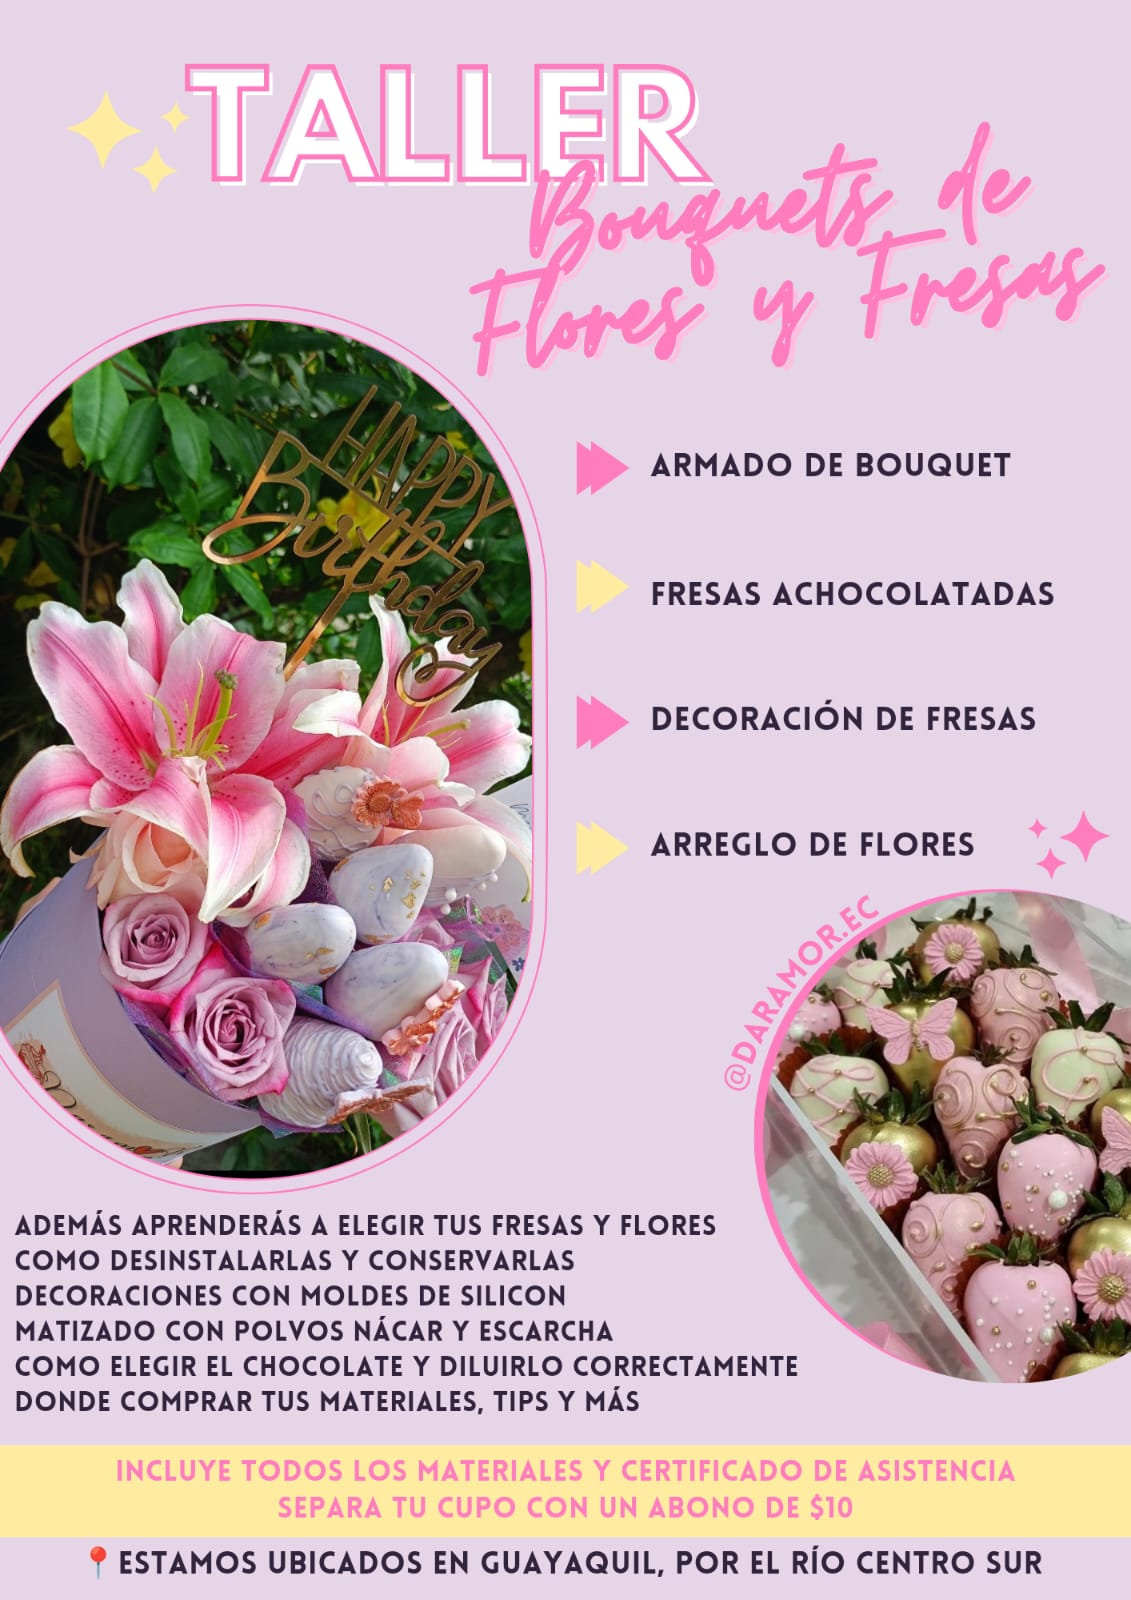 TALLER
Bouquets de
Flores y Fresas
HAPPY
Birthday
ARMADO DE BOUQUET
FRESAS ACHOCOLATADAS
DECORACIÓN DE FRESAS
ARREGLO DE FLORES
@DARAMOR.EC
ADEMÁS APRENDERÁS A ELEGIR TUS FRESAS Y FLORES
COMO DESINSTALARLAS Y CONSERVARLAS
DECORACIONES CON MOLDES DE SILICON
MATIZADO CON POLVOS NÁCAR Y ESCARCHA
COMO ELEGIR EL CHOCOLATE Y DILUIRLO CORRECTAMENTE
DONDE COMPRAR TUS MATERIALES, TIPS Y MÁS
INCLUYE TODOS LOS MATERIALES Y CERTIFICADO DE ASISTENCIA
SEPARA TU CUPO CON UN ABONO DE $10
📍ESTAMOS UBICADOS EN GUAYAQUIL, POR EL RÍO CENTRO SUR